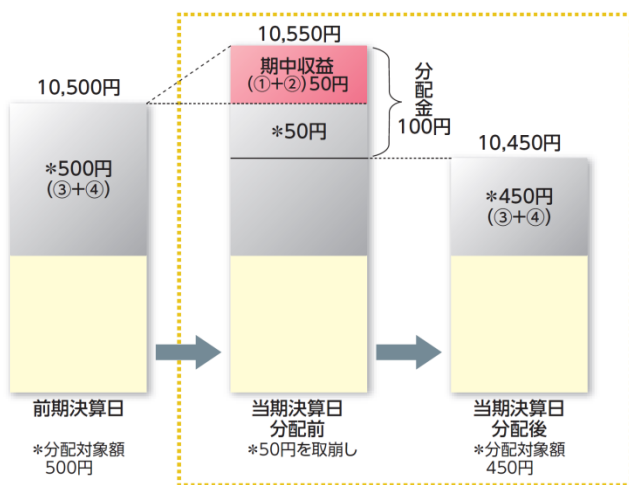 10,500円
*500円
(③+④)
前期決算日
*分配対象額
500円
10,550円
期中収益
(①+②)50円
*50円
分配金
100円
当期決算日
分配前
*50円を取崩し
10,450円
*450円
(③+④)
当期決算日
分配後
*分配対象額
450円